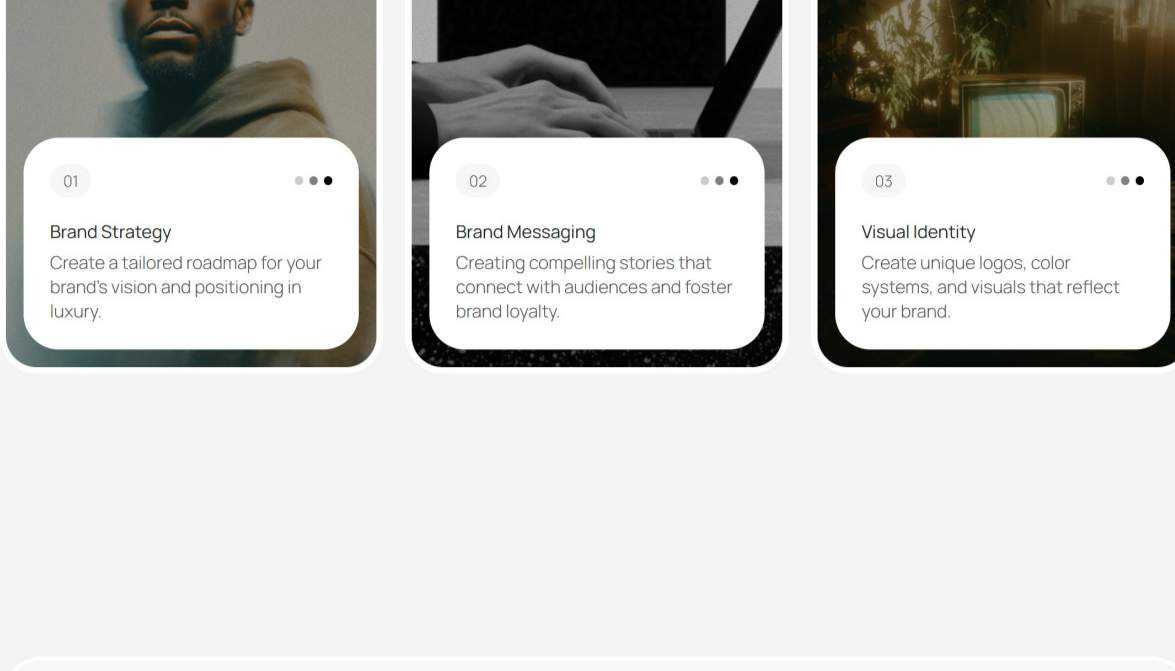 01
Brand Strategy
Create a tailored roadmap for your
brand's vision and positioning in
luxury.
02
Brand Messaging
Creating compelling stories that
connect with audiences and foster
brand loyalty.
03
Visual Identity
Create unique logos, color
systems, and visuals that reflect
your brand.